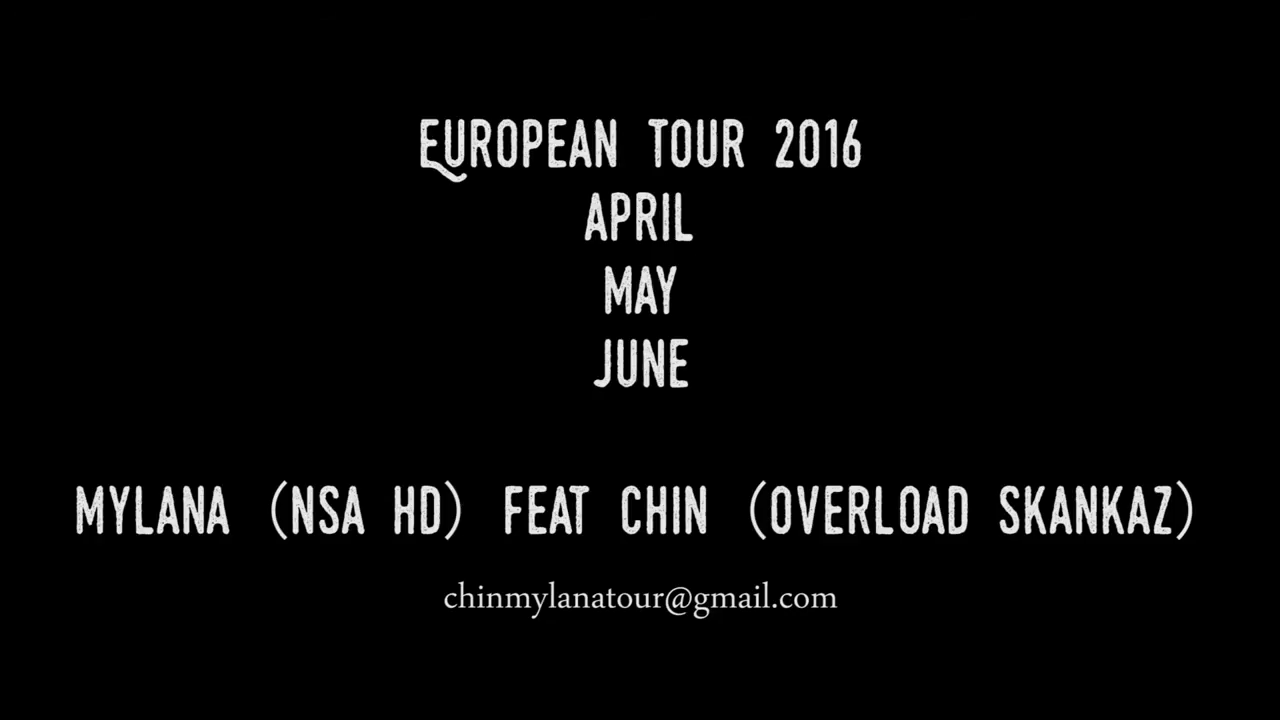 EUROPEAN TOUR 2016
APRIL
MAY
JUNE
MYLANA (NSA HD) FEAT CHIN (OVERLOAD SKANKAZ)
chinmylanatour@gmail.com